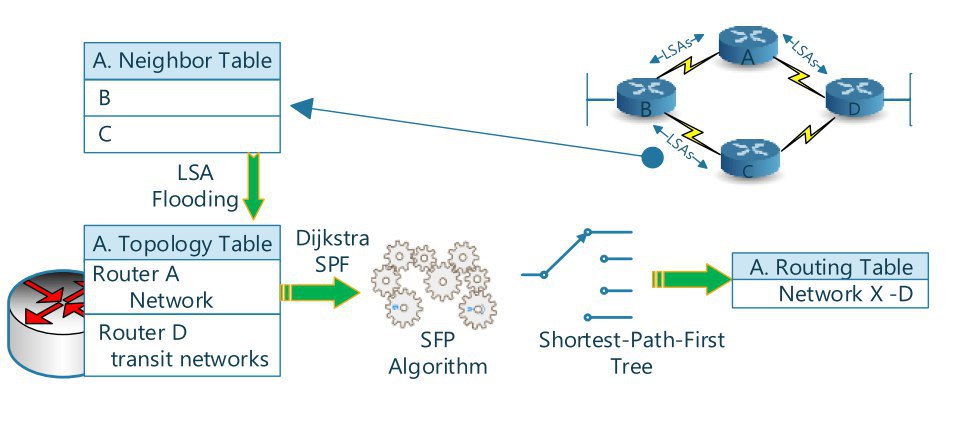 A. Neighbor Table
B
C
LSA
Flooding
A. Topology Table
Router A
Network
Router D
transit networks
Dijkstra
SPF
SFP
Algorithm
Shortest-Path-First
Tree
A. Routing Table
Network X -D
LSAs
A
LSAs
B
D
LSAs
C